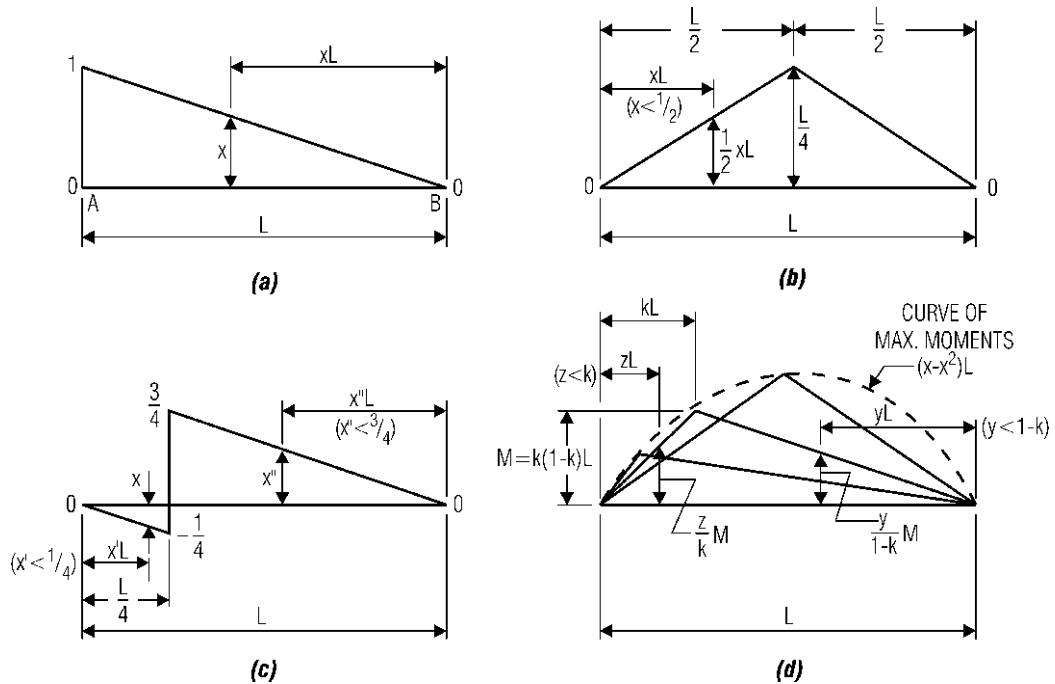 1
xL
x
0
0
A
B
L
(a)
L/2
L/2
xL
(x<1/2)
1/2 xL
L/4
0
0
L
(b)
3/4
x"L
(x"<3/4)
x
x"
0
0
-1/4
x'L
(x'<1/4)
L/4
L
(c)
kL
CURVE OF
MAX. MOMENTS
(x-x²)L
zL
(z<k)
yL
(y<1-k)
M=k(1-k)L
z/k M
y/1-k M
L
(d)